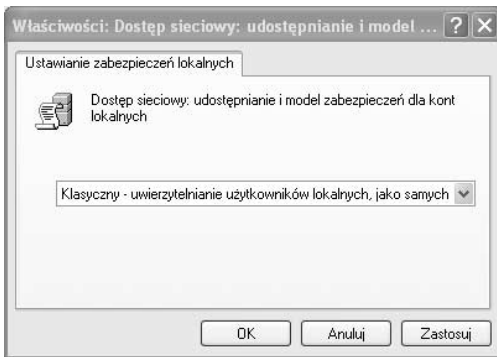 Właściwości: Dostęp sieciowy: udostępnianie i model ...
Ustawianie zabezpieczeń lokalnych
Dostęp sieciowy: udostępnianie i model zabezpieczeń dla kont
lokalnych
Klasyczny - uwierzytelnianie użytkowników lokalnych, jako samych
OK Anuluj Zastosuj